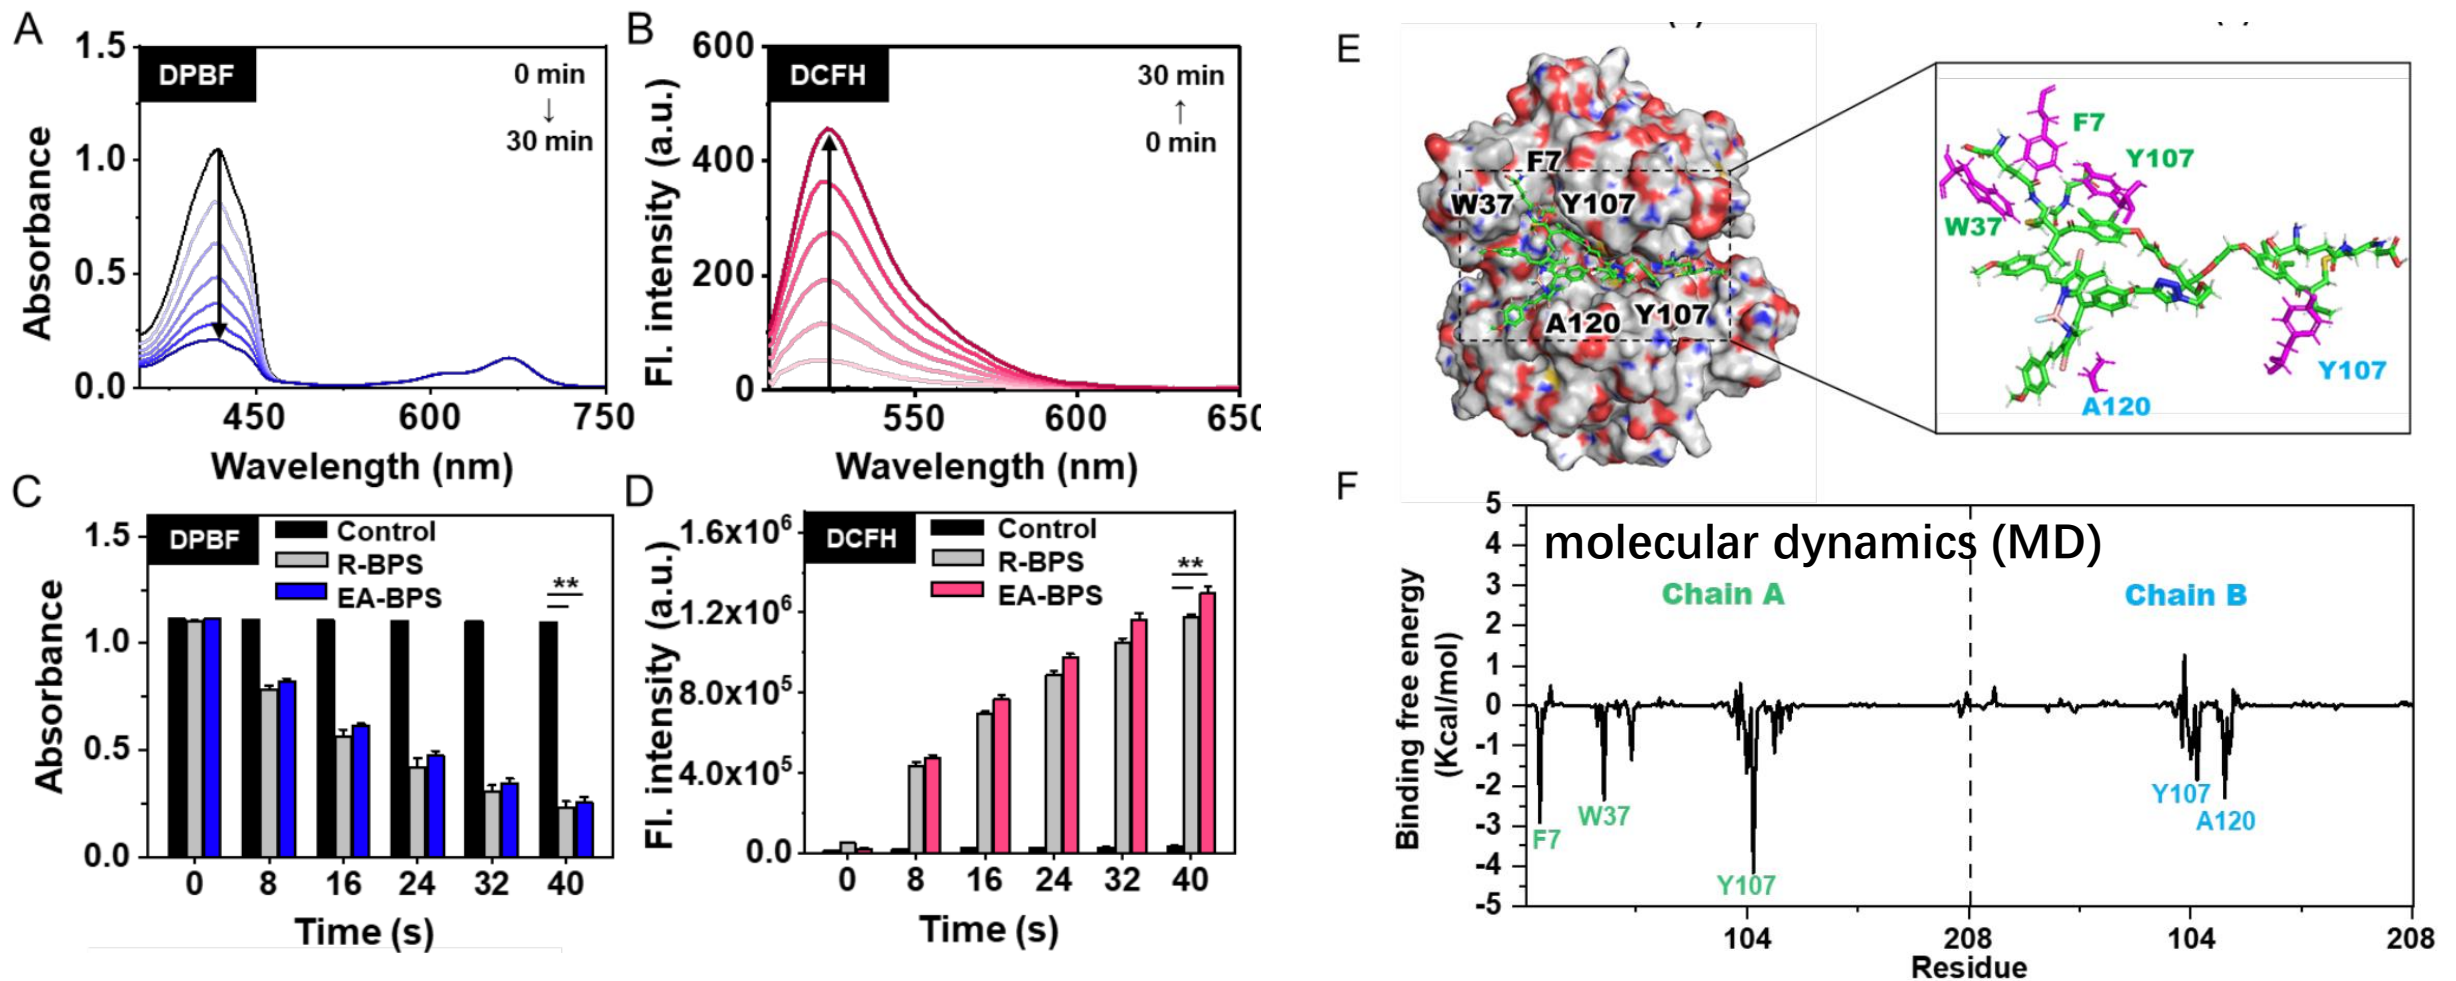 A
DPBF
0 min
↓
30 min
1.5
1.0
0.5
0.0
Absorbance
450
600
750
Wavelength (nm)
B
DCFH
30 min
↑
0 min
600
400
200
0
Fl. intensity (a.u.)
550
600
650
Wavelength (nm)
C
DPBF
Control
R-BPS
EA-BPS
**
1.5
1.0
0.5
0.0
Absorbance
0
8
16
24
32
40
Time (s)
D
DCFH
Control
R-BPS
EA-BPS
**
1.6x10⁶
1.2x10⁶
8.0x10⁵
4.0x10⁵
0.0
Fl. intensity (a.u.)
0
8
16
24
32
40
Time (s)
E
F7
W37
Y107
A120
Y107
F7
Y107
W37
Y107
A120
F
molecular dynamics (MD)
Chain A
Chain B
5
4
3
2
1
0
-1
-2
-3
-4
-5
Binding free energy
(Kcal/mol)
F7
W37
Y107
Y107
A120
104
208
104
208
Residue